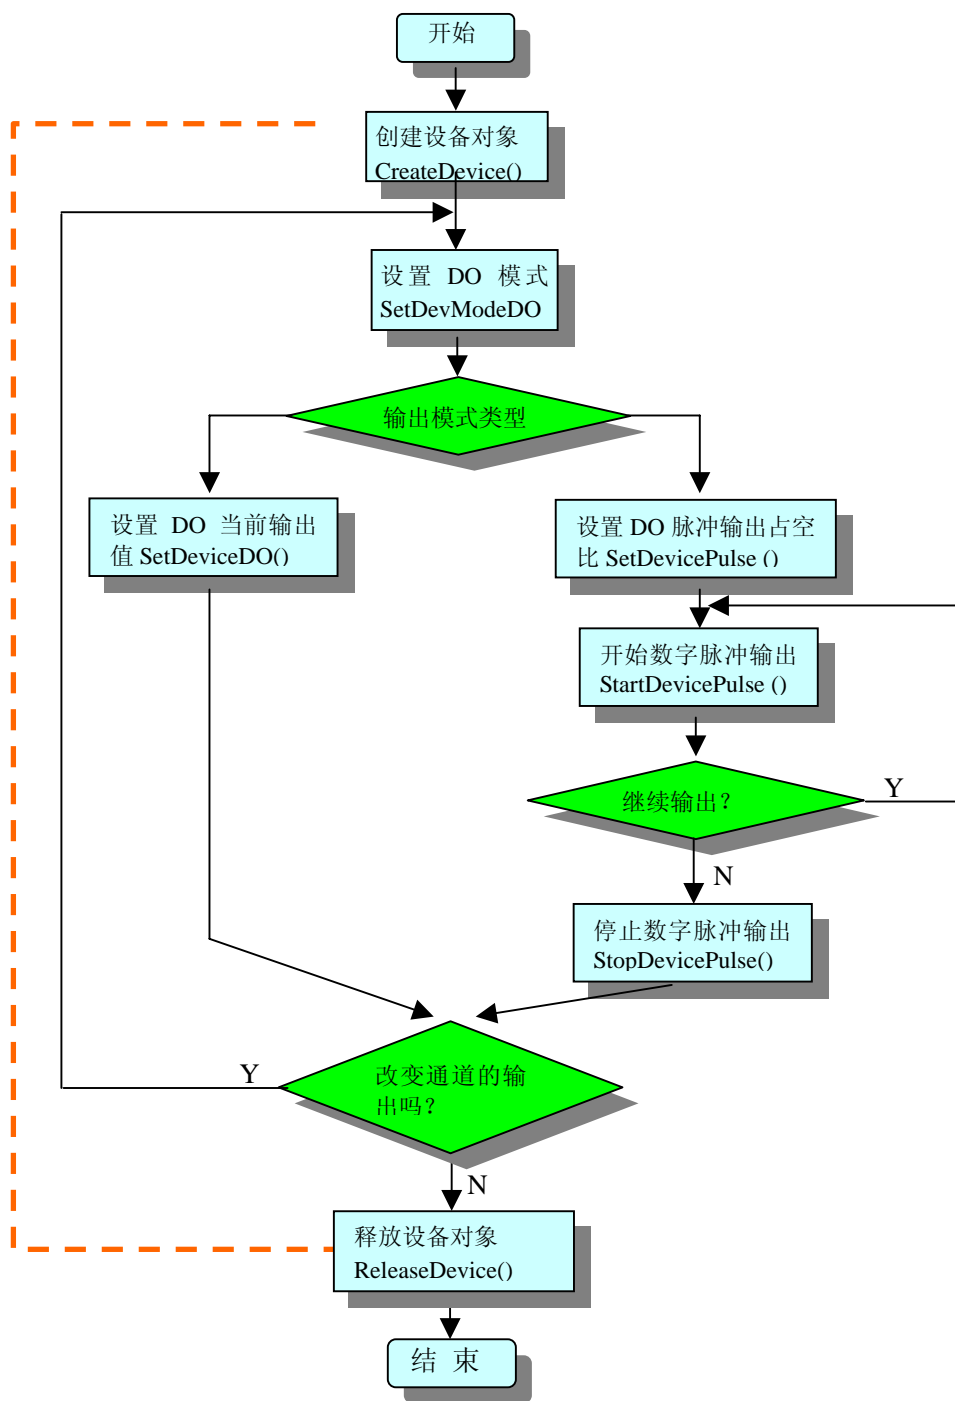 开始
创建设备对象
CreateDevice()
设置 DO 模式
SetDevModeDO
输出模式类型
设置 DO 当前输出
值 SetDeviceDO()
设置 DO 脉冲输出占空
比 SetDevicePulse ()
开始数字脉冲输出
StartDevicePulse ()
继续输出？
Y
N
停止数字脉冲输出
StopDevicePulse()
改变通道的输
出吗？
Y
N
释放设备对象
ReleaseDevice()
结 束